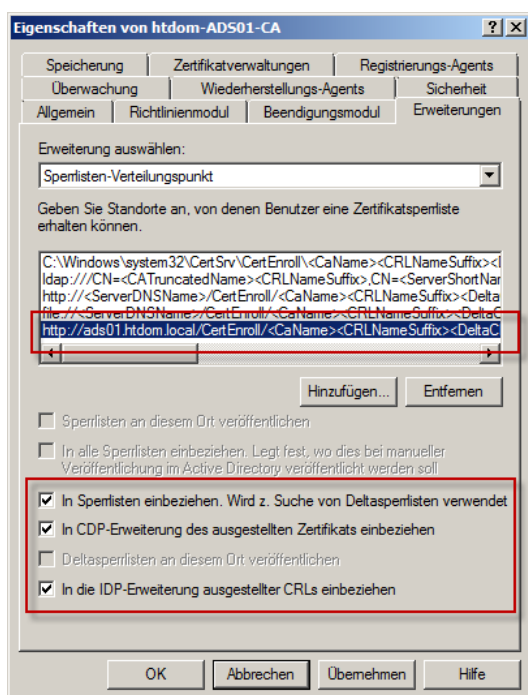 Eigenschaften von htdom-ADS01-CA
Speicherung Zertifikatverwaltungen Registrierungs-Agents
Überwachung Wiederherstellungs-Agents Sicherheit
Allgemein Richtlinienmodul Beendigungsmodul Erweiterungen
Erweiterung auswählen:
Sperrlisten-Verteilungspunkt
Geben Sie Standorte an, von denen Benutzer eine Zertifikatsperrliste
erhalten können.
C:\Windows\system32\CertSrv\CertEnroll\<CaName><CRLNameSuffix><
ldap:///CN=<CATruncatedName><CRLNameSuffix>,CN=<ServerShortNar
http://<ServerDNSName>/CertEnroll/<CaName><CRLNameSuffix><Delta
file://<ServerDNSName>/CertEnroll/<CaName><CRLNameSuffix><DeltaC
http://ads01.htdom.local/CertEnroll/<CaName><CRLNameSuffix><DeltaC
Hinzufügen... Entfernen
Sperrlisten an diesem Ort veröffentlichen
In alle Sperrlisten einbeziehen. Legt fest, wo dies bei manueller
Veröffentlichung im Active Directory veröffentlicht werden soll
In Sperrlisten einbeziehen. Wird z. Suche von Deltasperrlisten verwendet
In CDP-Erweiterung des ausgestellten Zertifikats einbeziehen
Deltasperrlisten an diesem Ort veröffentlichen
In die IDP-Erweiterung ausgestellter CRLs einbeziehen
OK Abbrechen Übernehmen Hilfe